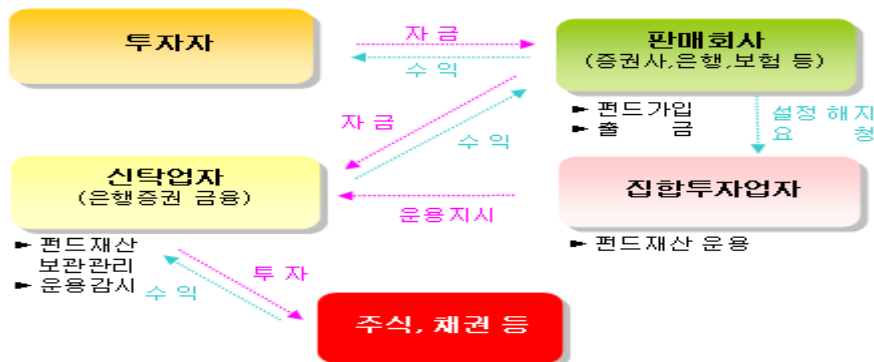 투자자
자 금
수 익
판매회사
(증권사,은행,보험 등)
► 펀드가입
► 출 금
설정 해지
요 청
자 금
수 익
신탁업자
(은행증권 금융)
운용지시
집합투자업자
► 펀드재산 운용
► 펀드재산
보관관리
► 운용감시
수 익
투 자
주식, 채권 등